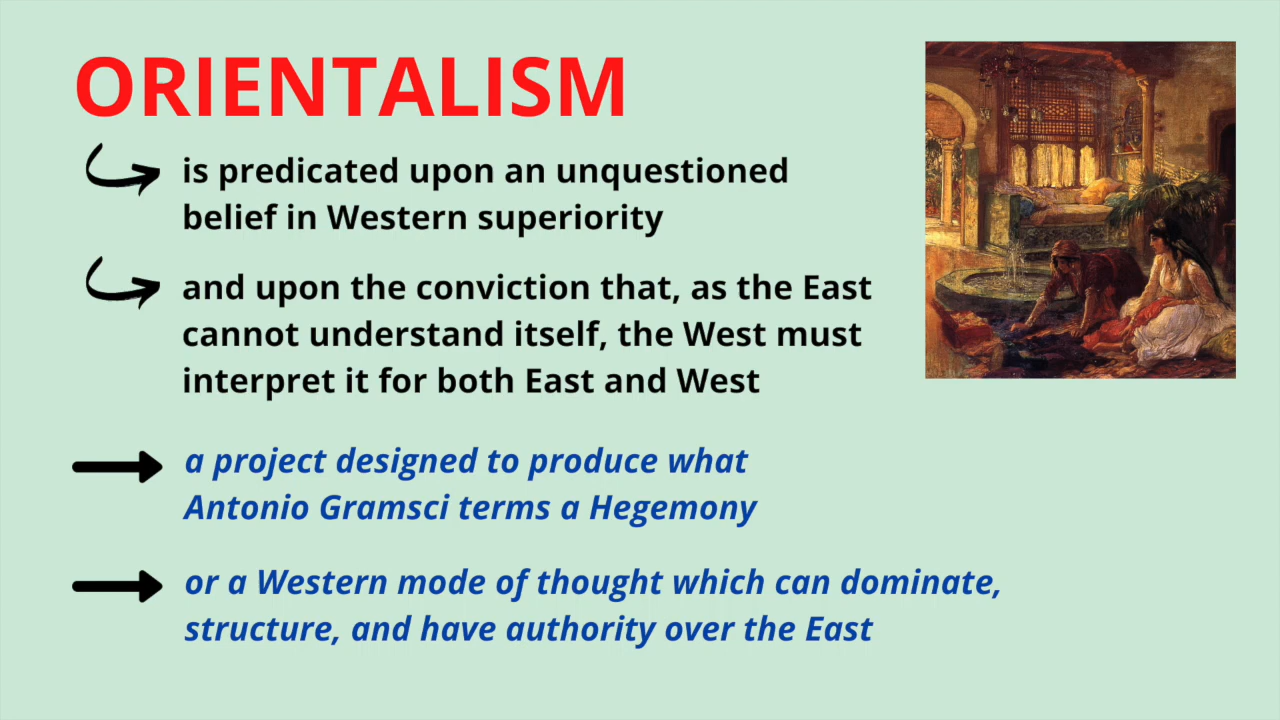 ORIENTALISM
is predicated upon an unquestioned
belief in Western superiority
and upon the conviction that, as the East
cannot understand itself, the West must
interpret it for both East and West
a project designed to produce what
Antonio Gramsci terms a Hegemony
or a Western mode of thought which can dominate,
structure, and have authority over the East